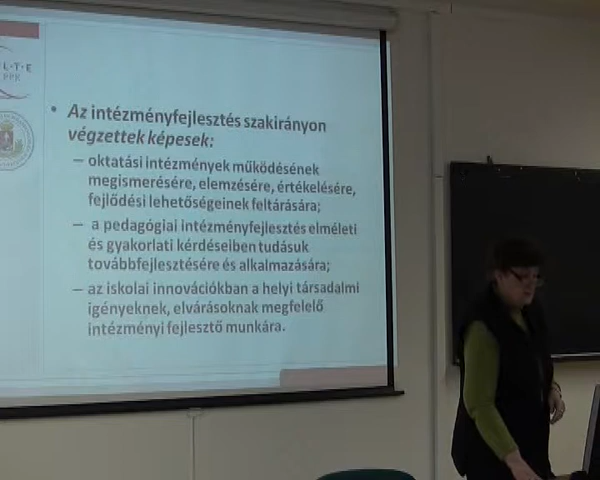 L·T·E
PPK
• Az intézményfejlesztés szakirányon
végzettek képesek:
– oktatási intézmények működésének
megismerésére, elemzésére, értékelésére,
fejlődési lehetőségeinek feltárására;
– a pedagógiai intézményfejlesztés elméleti
és gyakorlati kérdéseiben tudásuk
továbbfejlesztésére és alkalmazására;
– az iskolai innovációkban a helyi társadalmi
igényeknek, elvárásoknak megfelelő
intézményi fejlesztő munkára.